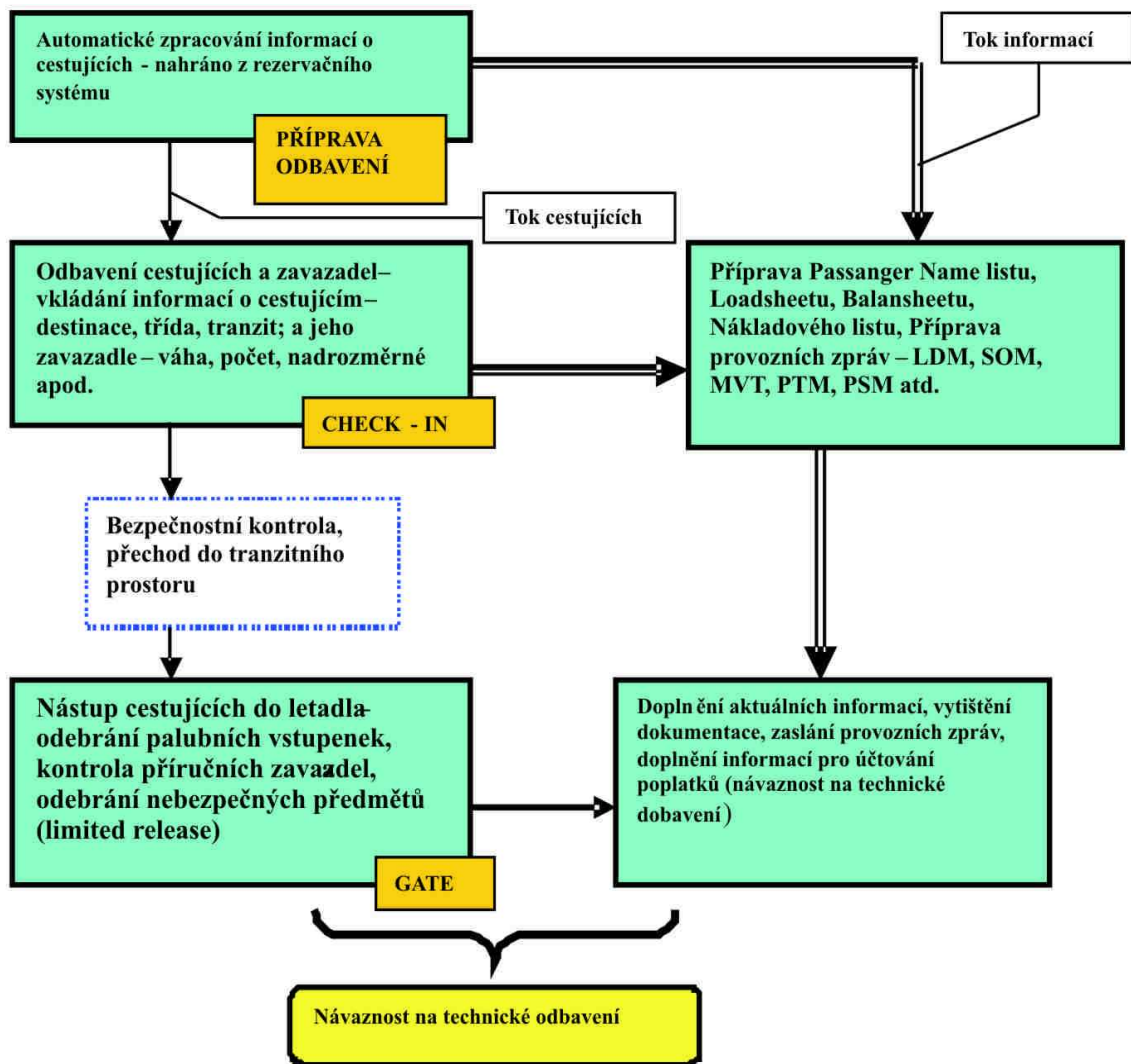 Automatické zpracování informací o
cestujících - nahráno z rezervačního
systému
PŘÍPRAVA
ODBAVENÍ
Tok informací
Tok cestujících
Odbavení cestujících a zavazadel–
vkládání informací o cestujícím–
destinace, třída, tranzit; a jeho
zavazadle – váha, počet, nadrozměrné
apod.
CHECK - IN
Příprava Passanger Name listu,
Loadsheetu, Balansheetu,
Nákladového listu, Příprava
provozních zpráv – LDM, SOM,
MVT, PTM, PSM atd.
Bezpečnostní kontrola,
přechod do tranzitního
prostoru
Nástup cestujících do letadla–
odebrání palubních vstupenek,
kontrola příručních zavazadel,
odebrání nebezpečných předmětů
(limited release)
GATE
Doplnění aktuálních informací, vytištění
dokumentace, zaslání provozních zpráv,
doplnění informací pro účtování
poplatků (návaznost na technické
dobavení)
Návaznost na technické odbavení